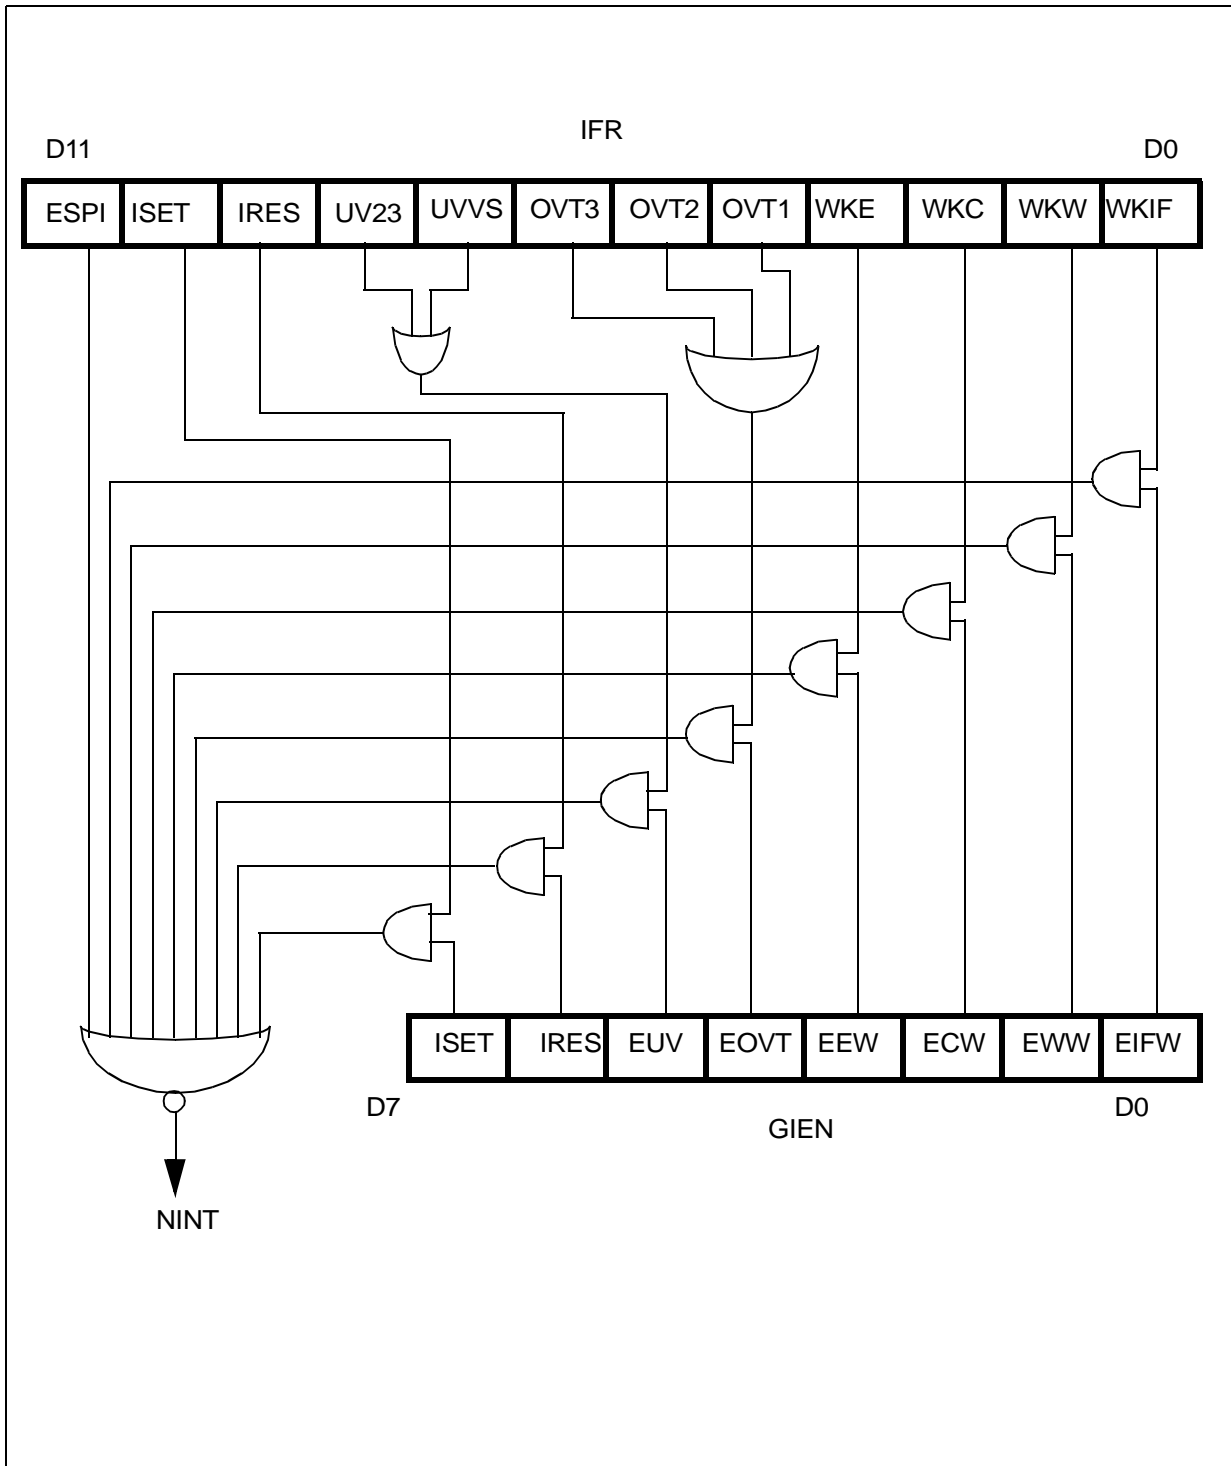 IFR
D11 D0
ESPI ISET IRES UV23 UVVS OVT3 OVT2 OVT1 WKE WKC WKW WKIF
ISET IRES EUV EOVT EEW ECW EWW EIFW
D7 D0
GIEN
NINT